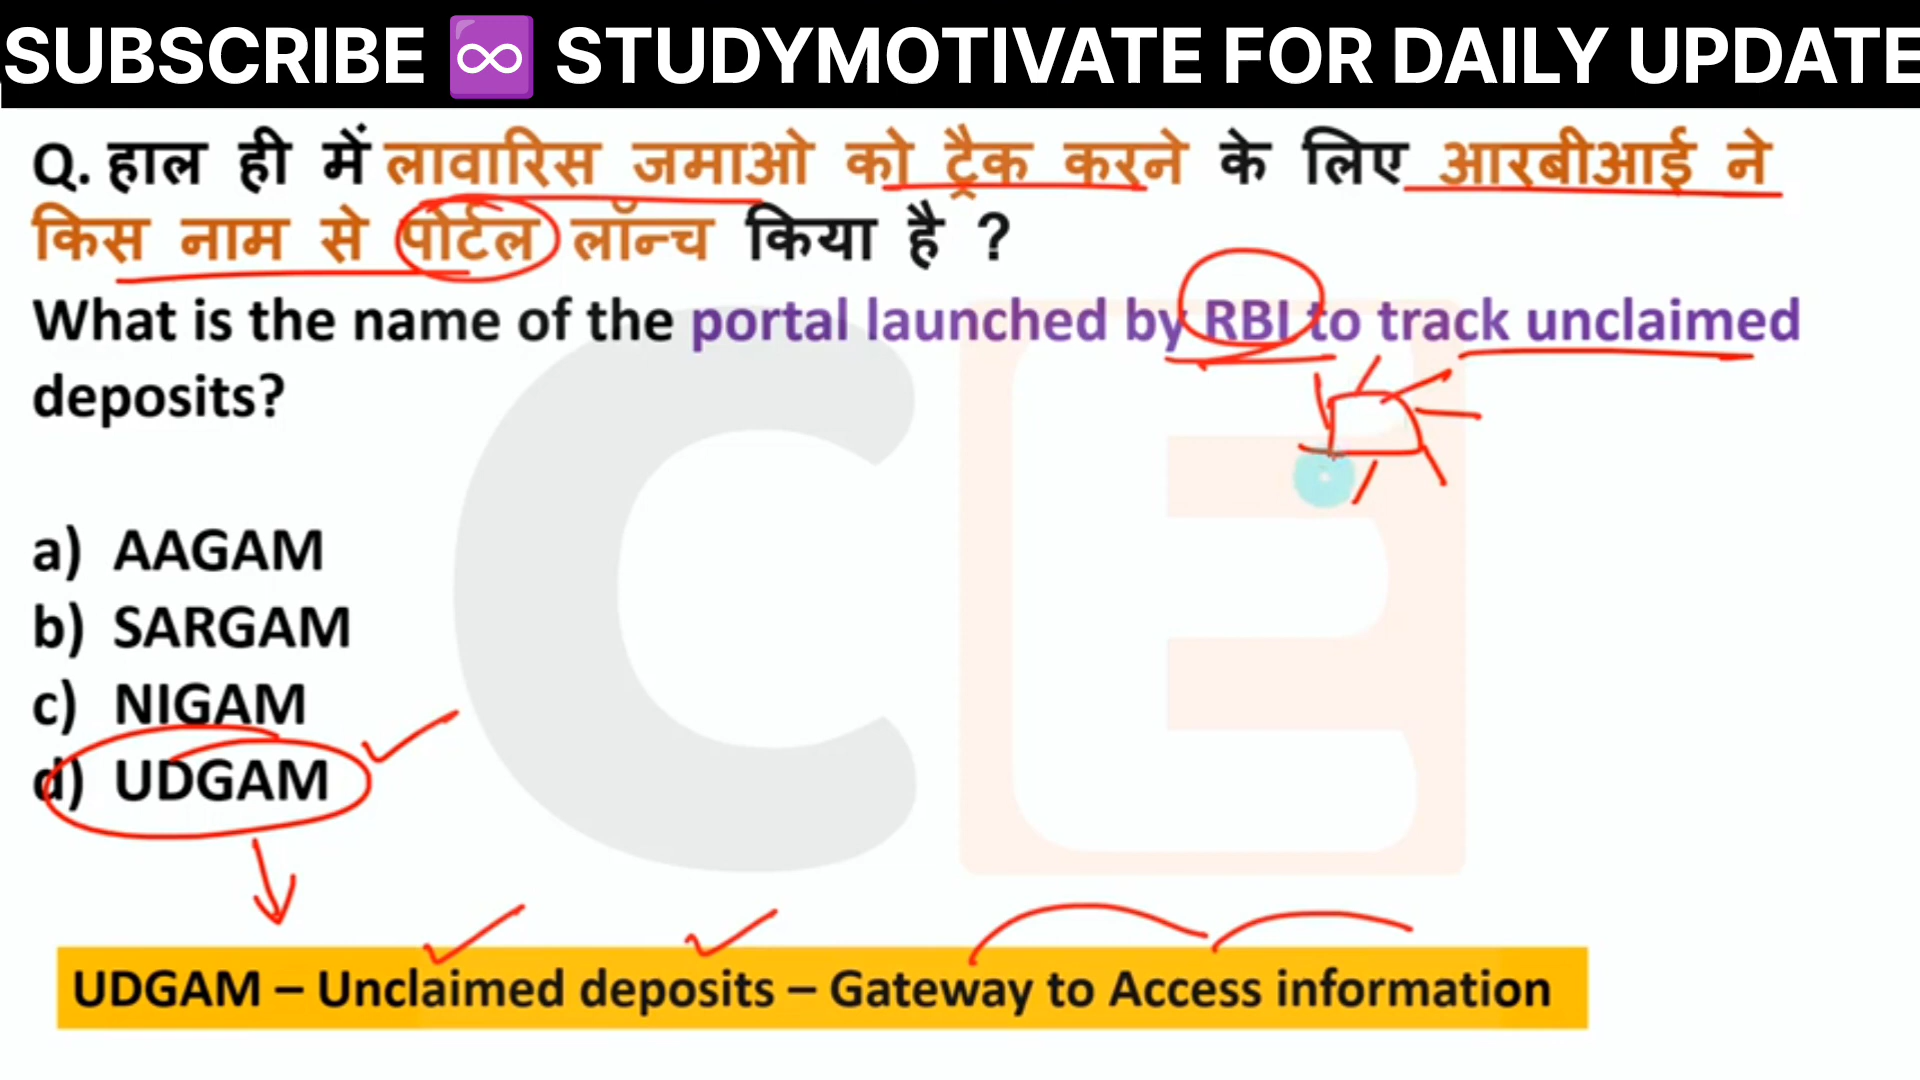 SUBSCRIBE ♾️ STUDYMOTIVATE FOR DAILY UPDATE
Q. हाल ही में लावारिस जमाओ को ट्रैक करने के लिए आरबीआई ने
किस नाम से पोर्टल लॉन्च किया है ?
What is the name of the portal launched by RBI to track unclaimed
deposits?
a) AAGAM
b) SARGAM
c) NIGAM
d) UDGAM
UDGAM – Unclaimed deposits – Gateway to Access information
CE